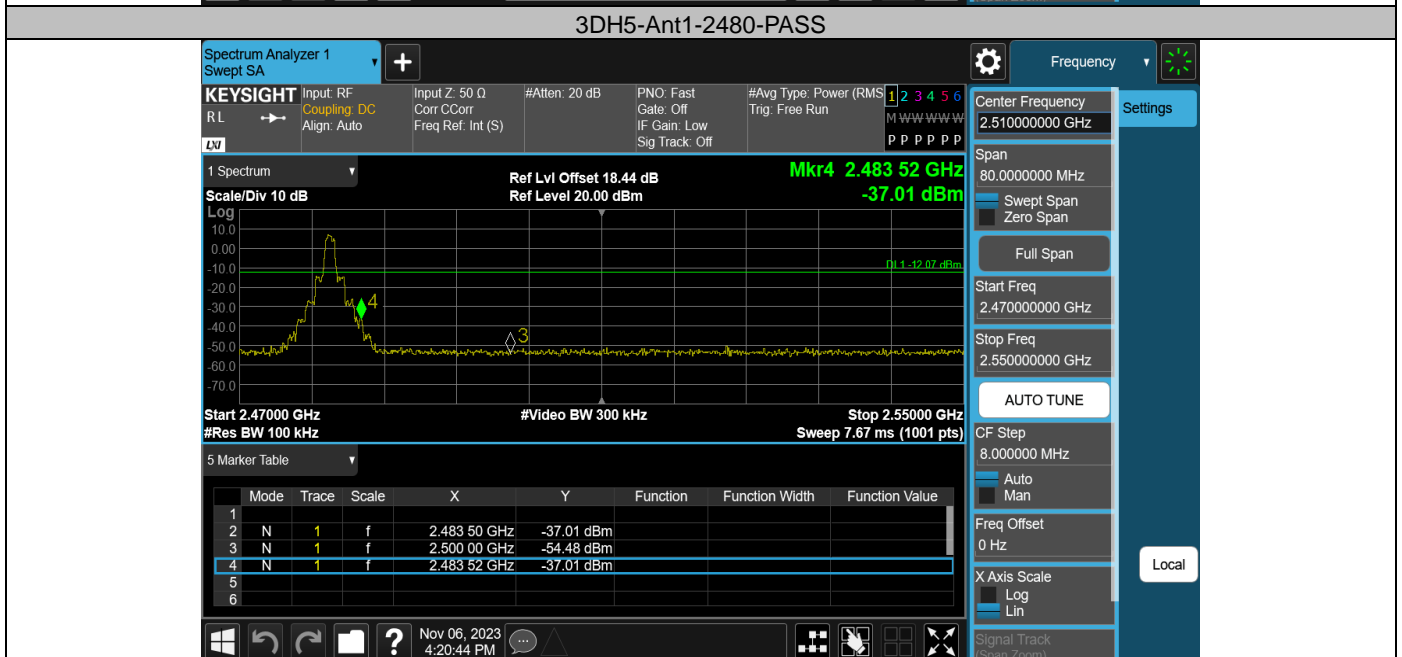 3DH5-Ant1-2480-PASS
Spectrum Analyzer 1
Swept SA
Frequency
KEYSIGHT
RL
LXI
Input: RF
Coupling: DC
Align: Auto
Input Z: 50 Ω
Corr CCorr
Freq Ref: Int (S)
#Atten: 20 dB
PNO: Fast
Gate: Off
IF Gain: Low
Sig Track: Off
#Avg Type: Power (RMS
Trig: Free Run
1 2 3 4 5 6
M W W W W W
P P P P P P
1 Spectrum
Scale/Div 10 dB
Ref Lvl Offset 18.44 dB
Ref Level 20.00 dBm
Mkr4 2.483 52 GHz
-37.01 dBm
Log
10.0
0.00
-10.0
-20.0
-30.0
-40.0
-50.0
-60.0
-70.0
DL1 -12.07 dBm
4
3
Start 2.47000 GHz
#Video BW 300 kHz
Stop 2.55000 GHz
#Res BW 100 kHz
Sweep 7.67 ms (1001 pts)
5 Marker Table
Mode Trace Scale X Y Function Function Width Function Value
1
2 N 1 f 2.483 50 GHz -37.01 dBm
3 N 1 f 2.500 00 GHz -54.48 dBm
4 N 1 f 2.483 52 GHz -37.01 dBm
5
6
Center Frequency
2.510000000 GHz
Settings
Span
80.0000000 MHz
Swept Span
Zero Span
Full Span
Start Freq
2.470000000 GHz
Stop Freq
2.550000000 GHz
AUTO TUNE
CF Step
8.000000 MHz
Auto
Man
Freq Offset
0 Hz
X Axis Scale
Log
Lin
Signal Track
(Span Zoom)
Local
?
Nov 06, 2023
4:20:44 PM